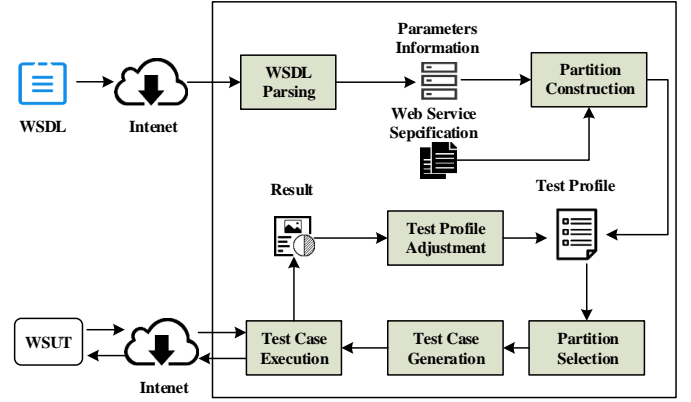 Parameters
Information
WSDL
Parsing
Partition
Construction
WSDL
Intenet
Web Service
Sepcification
Result
Test Profile
Test Profile
Adjustment
WSUT
Test Case
Execution
Test Case
Generation
Partition
Selection
Intenet